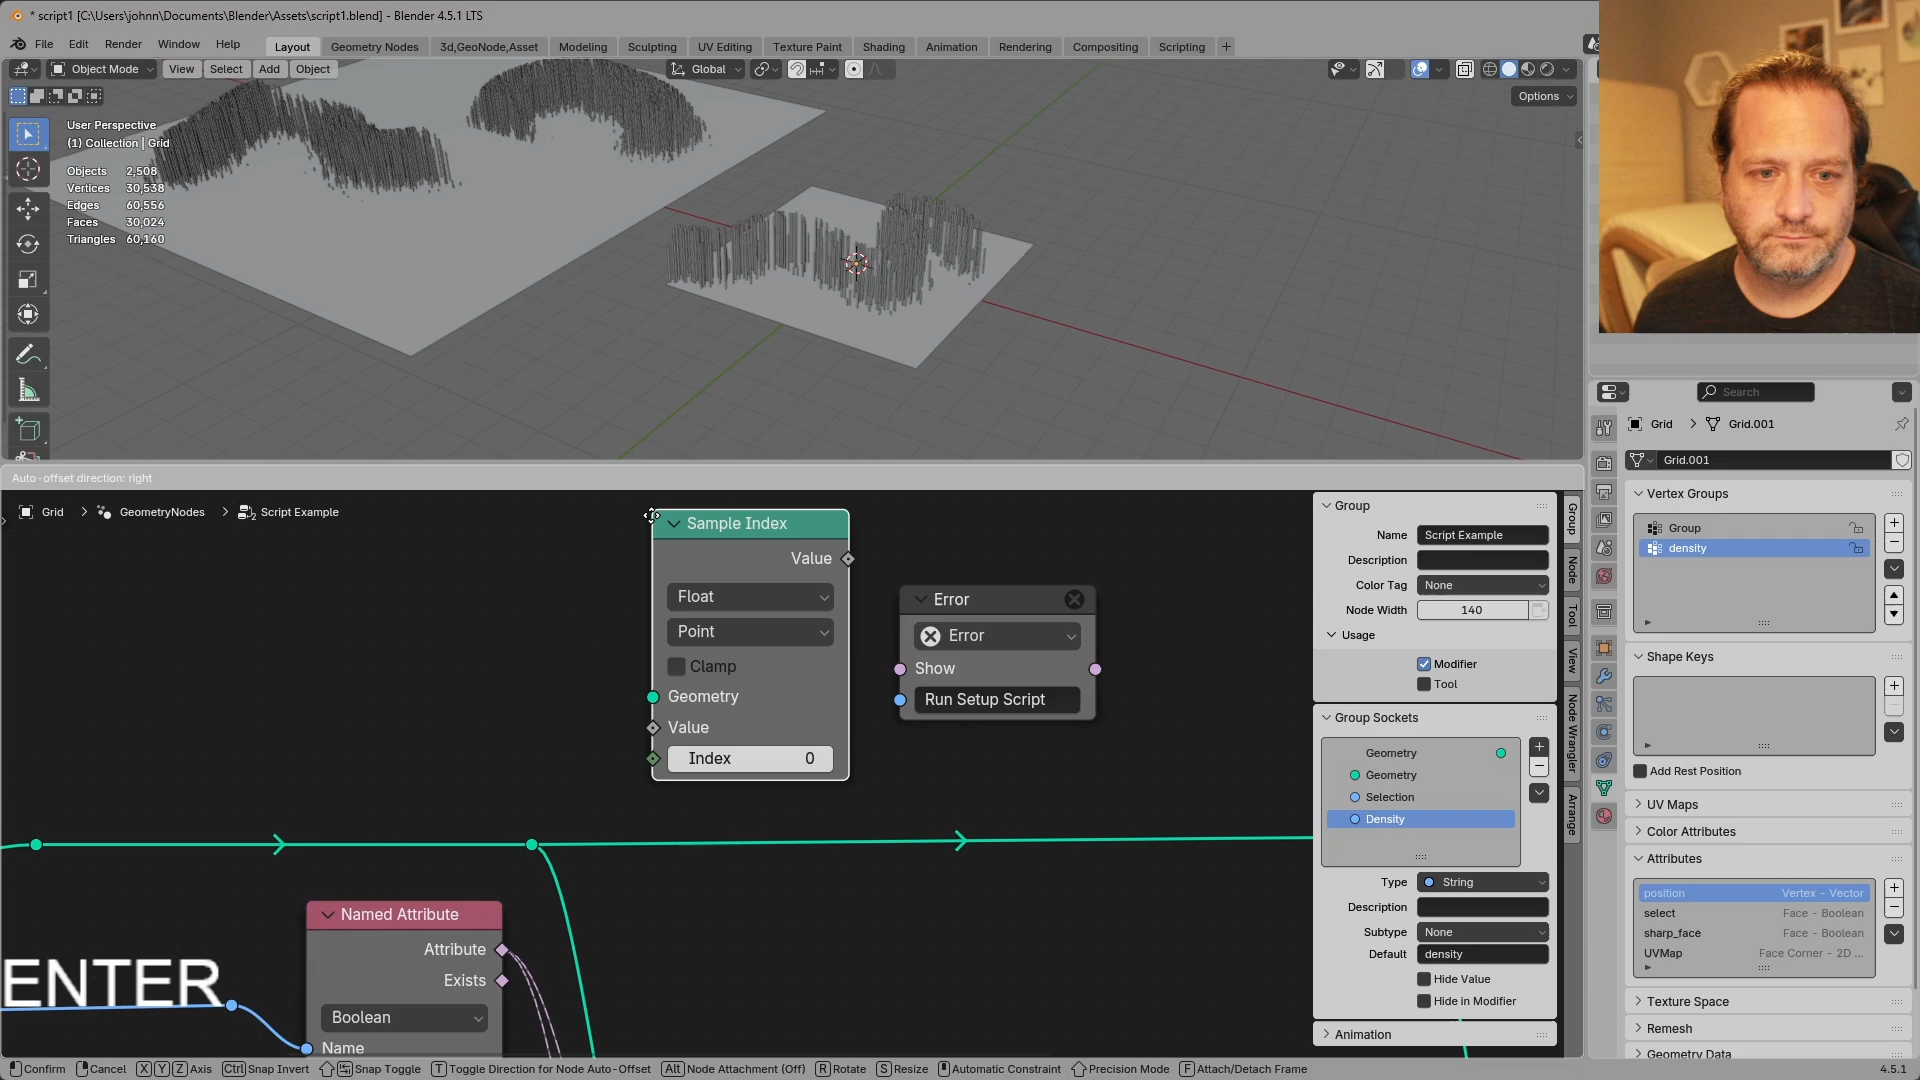 * script1 [C:\Users\johnn\Documents\Blender\Assets\script1.blend] - Blender 4.5.1 LTS
File Edit Render Window Help Layout Geometry Nodes 3d,GeoNode,Asset Modeling Sculpting UV Editing Texture Paint Shading Animation Rendering Compositing Scripting +
Object Mode View Select Add Object Global
Options
User Perspective
(1) Collection | Grid
Objects 2,508
Vertices 30,538
Edges 60,556
Faces 30,024
Triangles 60,160
Auto-offset direction: right
Grid > GeometryNodes > Script Example
Sample Index
Value
Float
Point
Clamp
Geometry
Value
Index 0
Error
Error
Show
Run Setup Script
Named Attribute
Attribute
Exists
Boolean
Name
ENTER
Group
Name Script Example
Description
Color Tag None
Node Width 140
Usage
Modifier
Tool
Group Sockets
Geometry
Geometry
Selection
Density
Type String
Description
Subtype None
Default density
Hide Value
Hide in Modifier
Animation
Group
Node
Tool
View
Node Wrangler
Arrange
Search
Grid > Grid.001
Grid.001
Vertex Groups
Group
density
Shape Keys
Add Rest Position
UV Maps
Color Attributes
Attributes
position Vertex - Vector
select Face - Boolean
sharp_face Face - Boolean
UVMap Face Corner - 2D ...
Texture Space
Remesh
Geometry Data
Confirm Cancel X Y Z Axis Ctrl Snap Invert Snap Toggle T Toggle Direction for Node Auto-Offset Alt Node Attachment (Off) R Rotate S Resize Automatic Constraint Precision Mode F Attach/Detach Frame 4.5.1